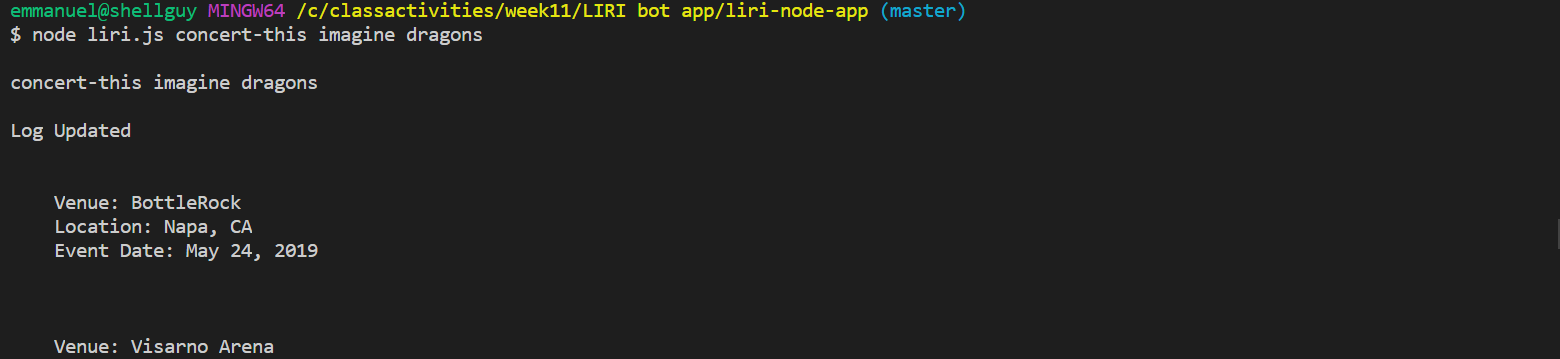 emmanuel@shellguy MINGW64 /c/classactivities/week11/LIRI bot app/liri-node-app (master)
$ node liri.js concert-this imagine dragons
concert-this imagine dragons
Log Updated
Venue: BottleRock
Location: Napa, CA
Event Date: May 24, 2019
Venue: Visarno Arena